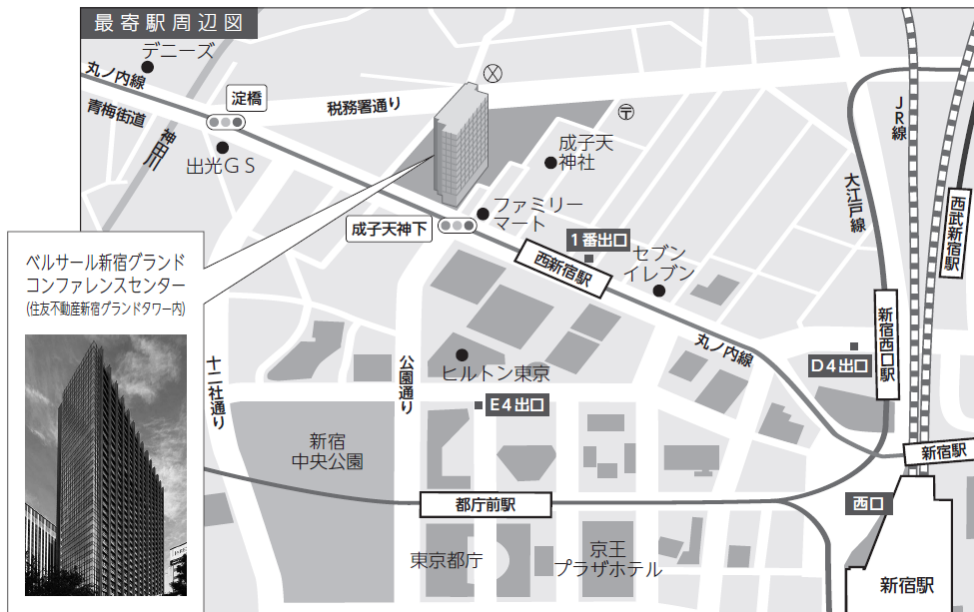 最寄駅周辺図
デニーズ
丸ノ内線
青梅街道
淀橋
神田川
出光GS
税務署通り
成子天
神社
ファミリー
マート
成子天神下
1番出口
西新宿駅
セブン
イレブン
JR線
大江戸線
西武新宿駅
ベルサール新宿グランド
コンファレンスセンター
(住友不動産新宿グランドタワー内)
十二社通り
公園通り
ヒルトン東京
丸ノ内線
新宿西口駅
D4出口
E4出口
新宿
中央公園
新宿駅
都庁前駅
西口
東京都庁
京王
プラザホテル
新宿駅